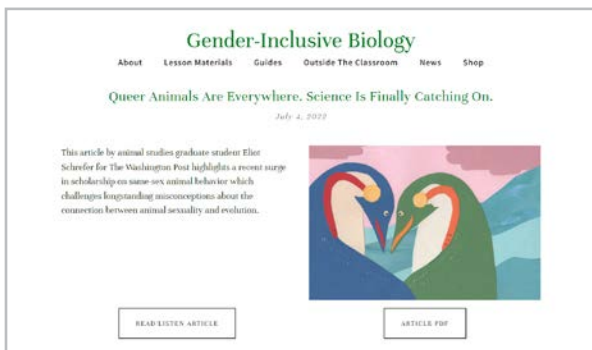 Gender-Inclusive Biology
About Lesson Materials Guides Outside The Classroom News Shop
Queer Animals Are Everywhere. Science Is Finally Catching On.
July 4, 2022
This article by animal studies graduate student Eliot
Schrefer for The Washington Post highlights a recent surge
in scholarship on same-sex animal behavior which
challenges longstanding misconceptions about the
connection between animal sexuality and evolution.
READ/LISTEN ARTICLE
ARTICLE PDF